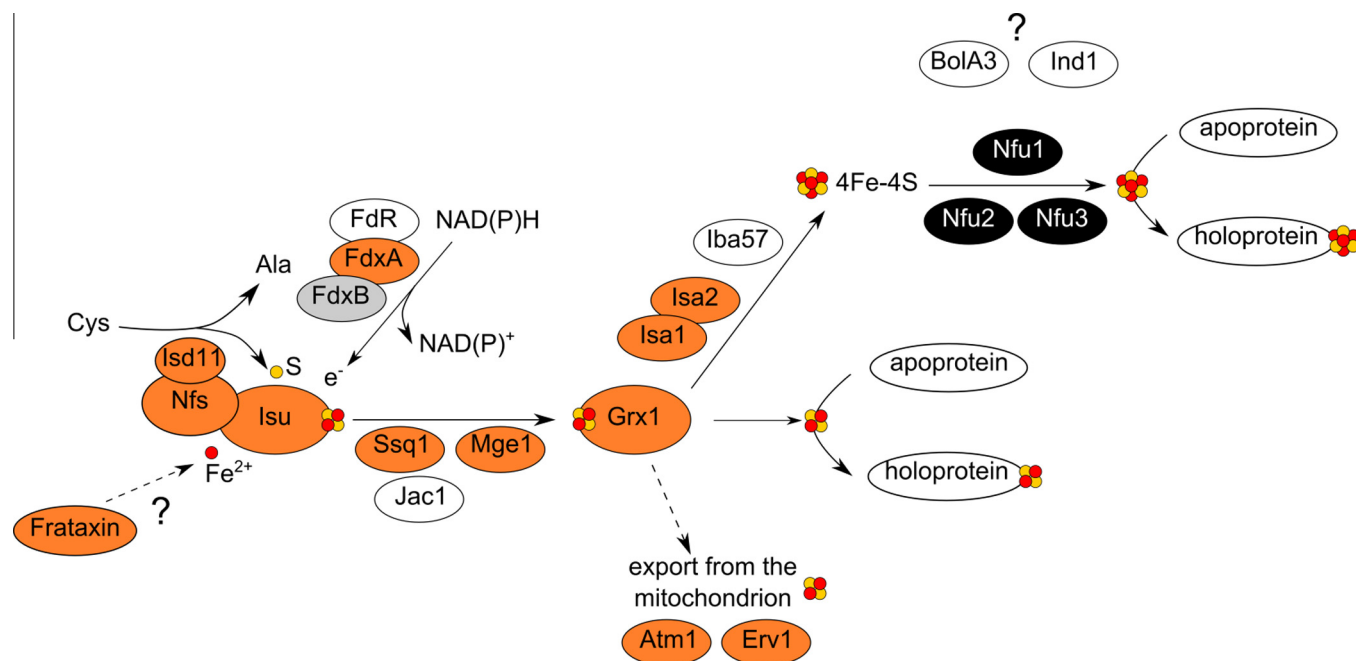 ?
BolA3
Ind1
Nfu1
apoprotein
4Fe-4S
Nfu2
Nfu3
holoprotein
FdR
NAD(P)H
FdxA
FdxB
Iba57
Ala
Isa2
Isa1
Cys
NAD(P)⁺
Isd11
S
e⁻
Nfs
Isu
Fe²⁺
Frataxin
?
Ssq1
Mge1
Jac1
Grx1
apoprotein
holoprotein
export from the
mitochondrion
Atm1
Erv1